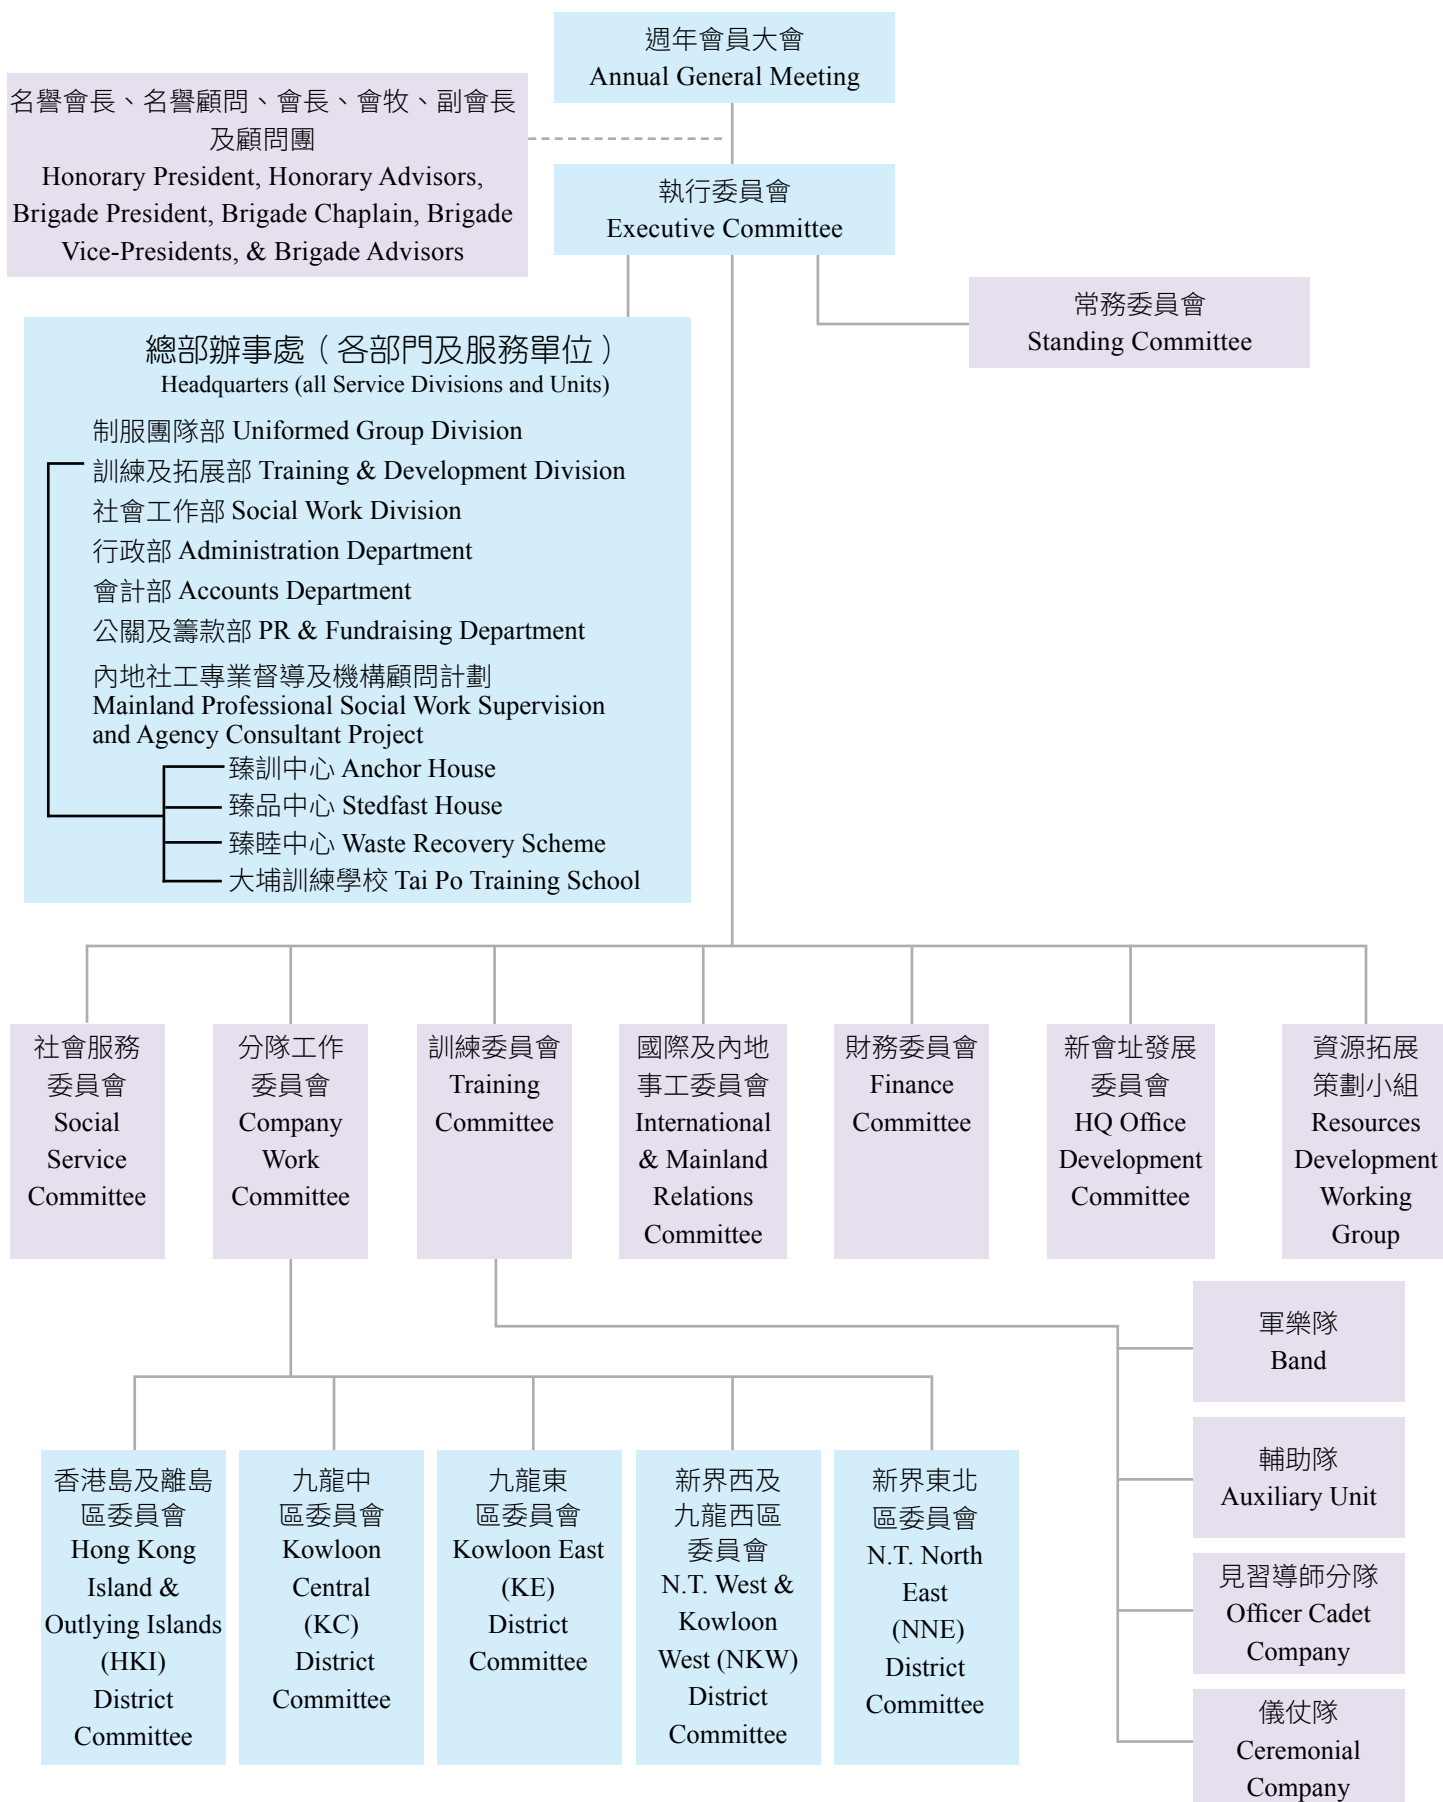 週年會員大會
Annual General Meeting
名譽會長、名譽顧問、會長、會牧、副會長
及顧問團
Honorary President, Honorary Advisors,
Brigade President, Brigade Chaplain, Brigade
Vice-Presidents, & Brigade Advisors
執行委員會
Executive Committee
常務委員會
Standing Committee
總部辦事處（各部門及服務單位）
Headquarters (all Service Divisions and Units)
制服團隊部 Uniformed Group Division
訓練及拓展部 Training & Development Division
社會工作部 Social Work Division
行政部 Administration Department
會計部 Accounts Department
公關及籌款部 PR & Fundraising Department
內地社工專業督導及機構顧問計劃
Mainland Professional Social Work Supervision
and Agency Consultant Project
臻訓中心 Anchor House
臻品中心 Stedfast House
臻睦中心 Waste Recovery Scheme
大埔訓練學校 Tai Po Training School
社會服務
委員會
Social
Service
Committee
分隊工作
委員會
Company
Work
Committee
訓練委員會
Training
Committee
國際及內地
事工委員會
International
& Mainland
Relations
Committee
財務委員會
Finance
Committee
新會址發展
委員會
HQ Office
Development
Committee
資源拓展
策劃小組
Resources
Development
Working
Group
軍樂隊
Band
輔助隊
Auxiliary Unit
見習導師分隊
Officer Cadet
Company
儀仗隊
Ceremonial
Company
香港島及離島
區委員會
Hong Kong
Island &
Outlying Islands
(HKI)
District
Committee
九龍中
區委員會
Kowloon
Central
(KC)
District
Committee
九龍東
區委員會
Kowloon East
(KE)
District
Committee
新界西及
九龍西區
委員會
N.T. West &
Kowloon
West (NKW)
District
Committee
新界東北
區委員會
N.T. North
East
(NNE)
District
Committee